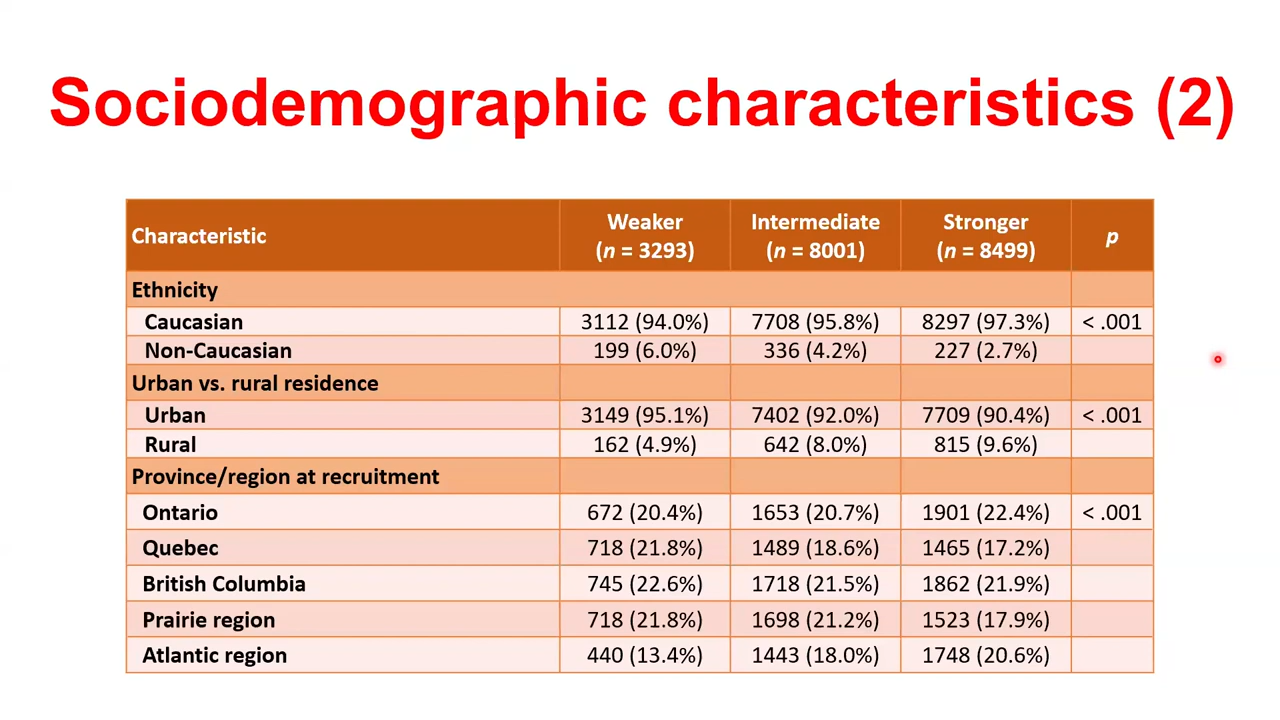 Sociodemographic characteristics (2)
Characteristic Weaker (n = 3293) Intermediate (n = 8001) Stronger (n = 8499) p
Ethnicity
Caucasian 3112 (94.0%) 7708 (95.8%) 8297 (97.3%) < .001
Non-Caucasian 199 (6.0%) 336 (4.2%) 227 (2.7%)
Urban vs. rural residence
Urban 3149 (95.1%) 7402 (92.0%) 7709 (90.4%) < .001
Rural 162 (4.9%) 642 (8.0%) 815 (9.6%)
Province/region at recruitment
Ontario 672 (20.4%) 1653 (20.7%) 1901 (22.4%) < .001
Quebec 718 (21.8%) 1489 (18.6%) 1465 (17.2%)
British Columbia 745 (22.6%) 1718 (21.5%) 1862 (21.9%)
Prairie region 718 (21.8%) 1698 (21.2%) 1523 (17.9%)
Atlantic region 440 (13.4%) 1443 (18.0%) 1748 (20.6%)